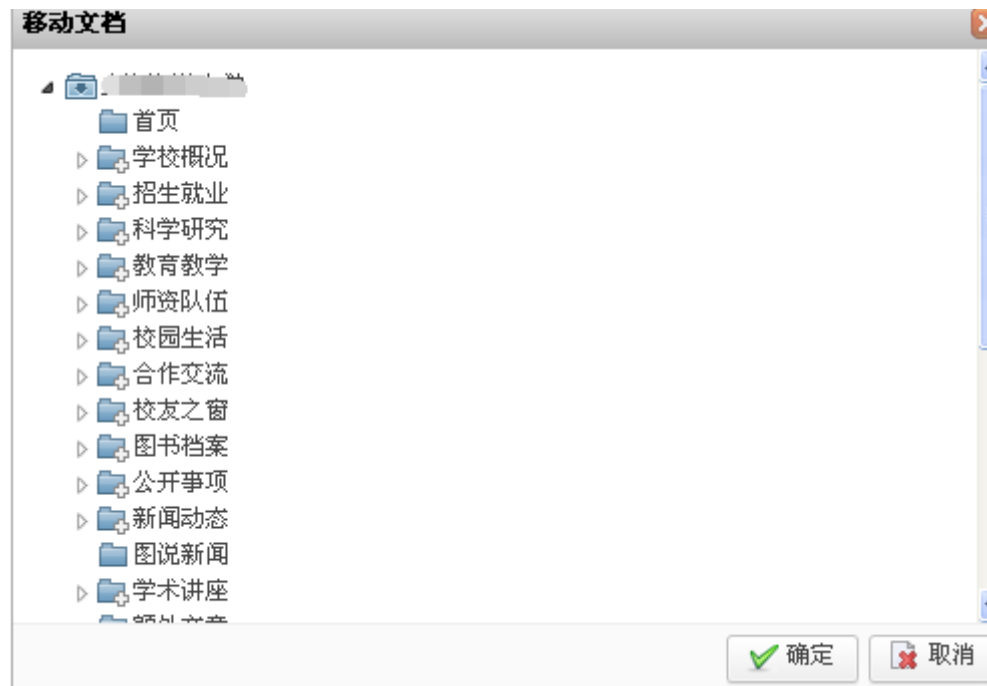 移动文档
首页
学校概况
招生就业
科学研究
教育教学
师资队伍
校园生活
合作交流
校友之窗
图书档案
公开事项
新闻动态
图说新闻
学术讲座
确定
取消